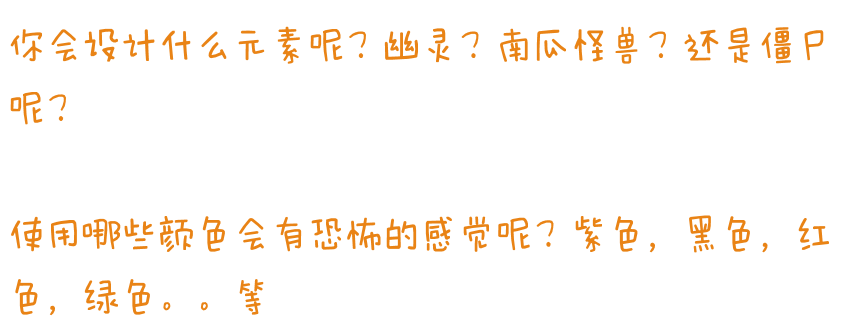 你会设计什么元素呢？幽灵？南瓜怪兽？还是僵尸
呢？
使用哪些颜色会有恐怖的感觉呢？紫色，黑色，红
色，绿色。。等